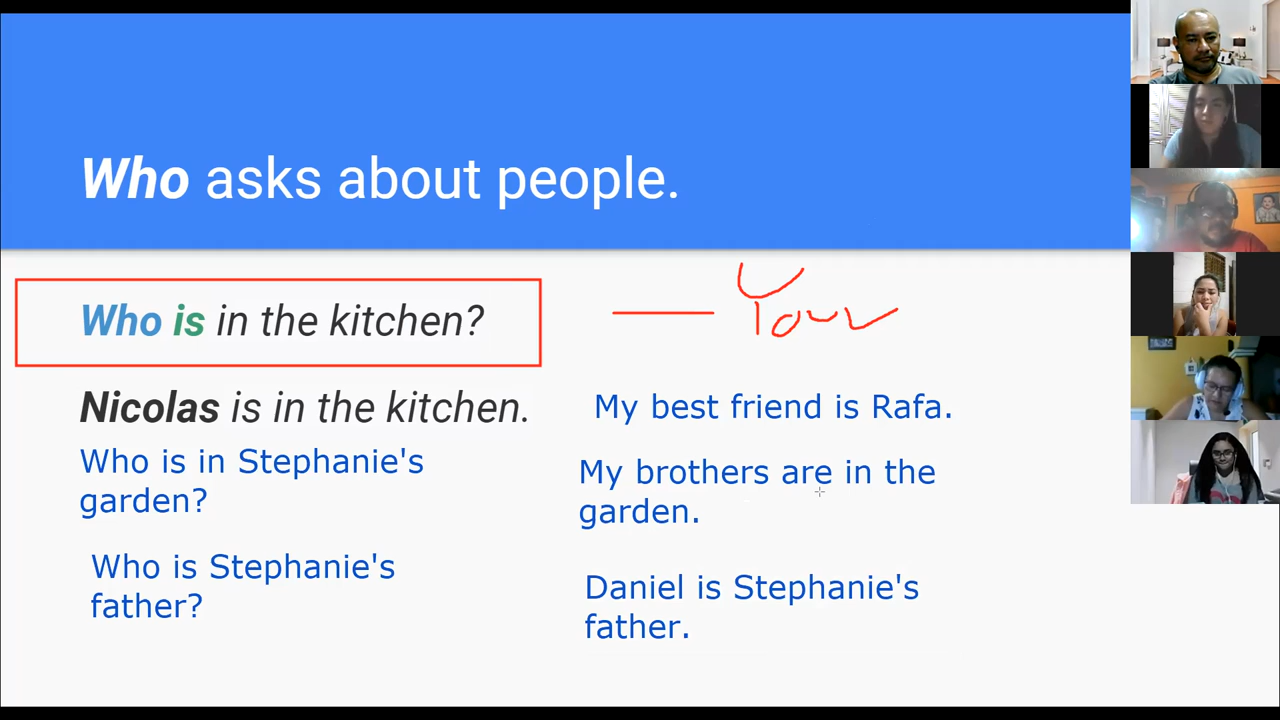 Who asks about people.
Who is in the kitchen?
Your
Nicolas is in the kitchen.
My best friend is Rafa.
Who is in Stephanie's
garden?
My brothers are in the
garden.
Who is Stephanie's
father?
Daniel is Stephanie's
father.